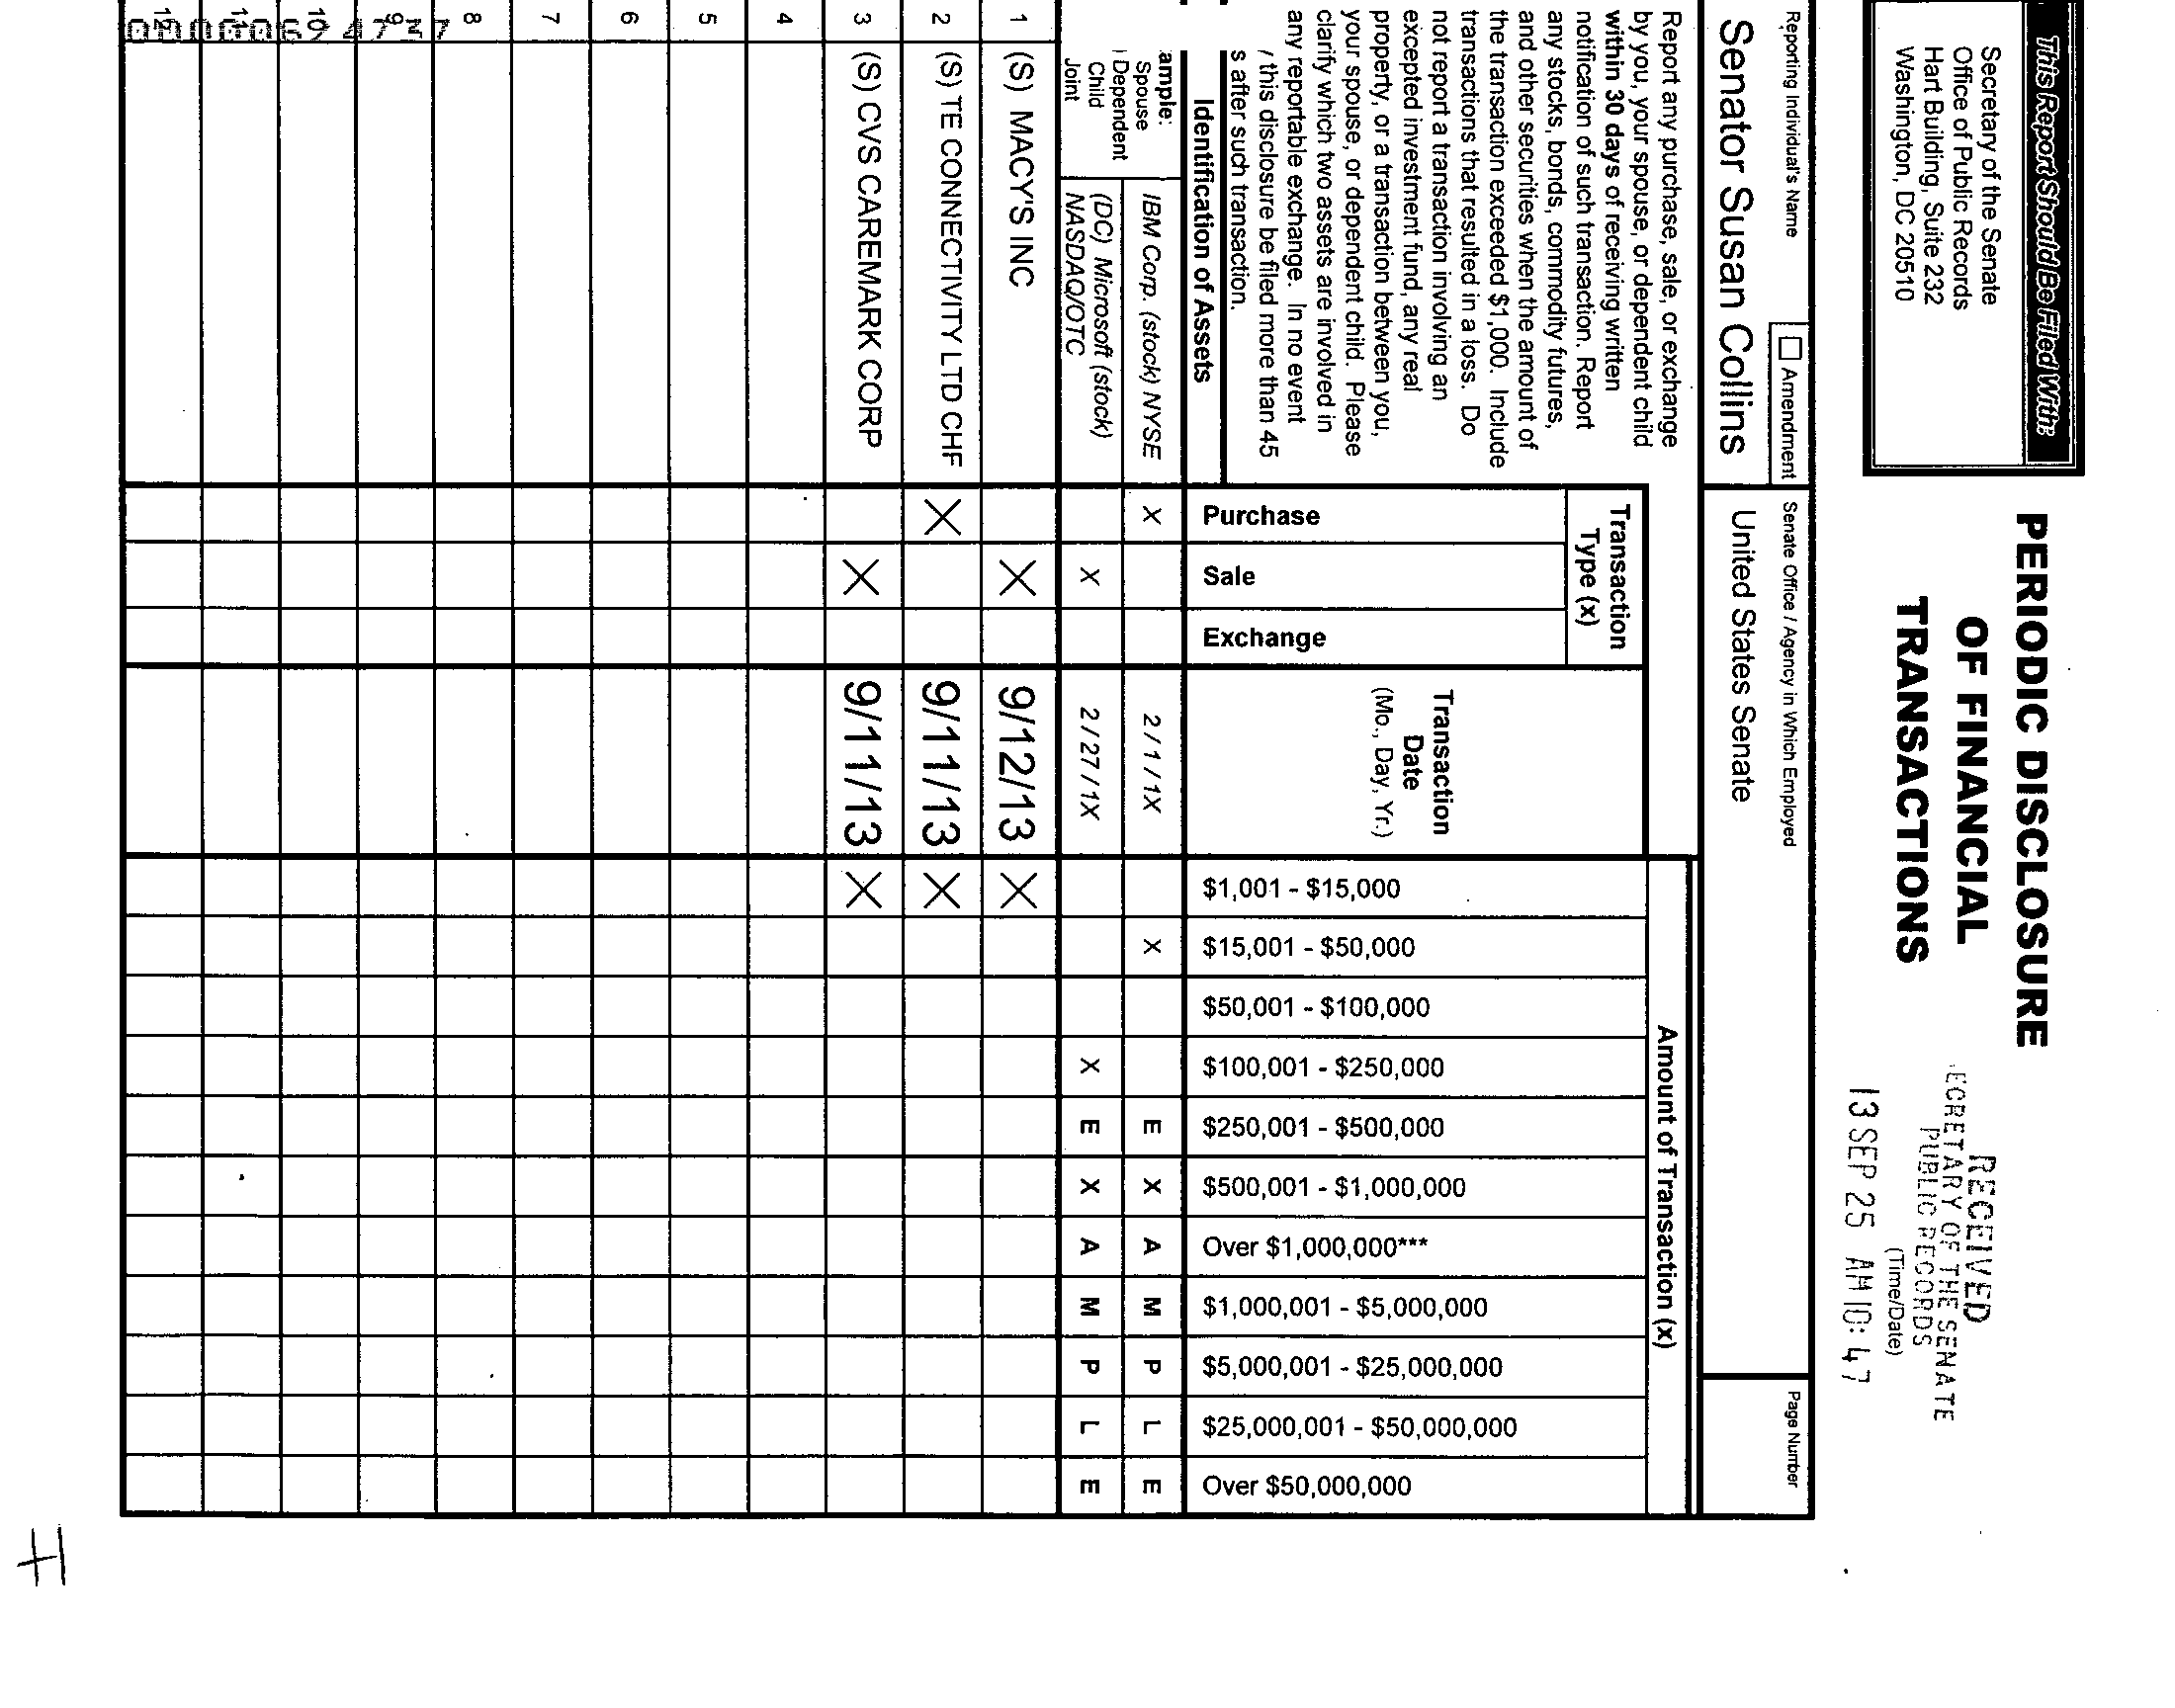 This Report Should Be Filed With:
Secretary of the Senate
Office of Public Records
Hart Building, Suite 232
Washington, DC 20510
PERIODIC DISCLOSURE
OF FINANCIAL
TRANSACTIONS
RECEIVED
ECRETARY OF THE SENATE
PUBLIC RECORDS
(Time/Date)
13 SEP 25 AM 10:47
Reporting Individual's Name
Amendment
Senate Office / Agency in Which Employed
Page Number
Senator Susan Collins
United States Senate
Report any purchase, sale, or exchange
by you, your spouse, or dependent child
within 30 days of receiving written
notification of such transaction. Report
any stocks, bonds, commodity futures,
and other securities when the amount of
the transaction exceeded $1,000. Include
transactions that resulted in a loss. Do
not report a transaction involving an
excepted investment fund, any real
property, or a transaction between you,
your spouse, or dependent child. Please
clarify which two assets are involved in
any reportable exchange. In no event
/ this disclosure be filed more than 45
s after such transaction.
Identification of Assets
Transaction
Type (x)
Purchase
Sale
Exchange
Transaction
Date
(Mo., Day, Yr.)
Amount of Transaction (x)
$1,001 - $15,000
$15,001 - $50,000
$50,001 - $100,000
$100,001 - $250,000
$250,001 - $500,000
$500,001 - $1,000,000
Over $1,000,000***
$1,000,001 - $5,000,000
$5,000,001 - $25,000,000
$25,000,001 - $50,000,000
Over $50,000,000
ample:
Spouse
) Dependent
Child
Joint
IBM Corp. (stock) NYSE X 2/1/1X X E X A M P L E
(DC) Microsoft (stock)
NASDAQ/OTC X 2/27/1X X E X A M P L E
1 (S) MACY'S INC X 9/12/13 X
2 (S) TE CONNECTIVITY LTD CHF X 9/11/13 X
3 (S) CVS CAREMARK CORP X 9/11/13 X
4
5
6
7
8
9
10
11
12
H